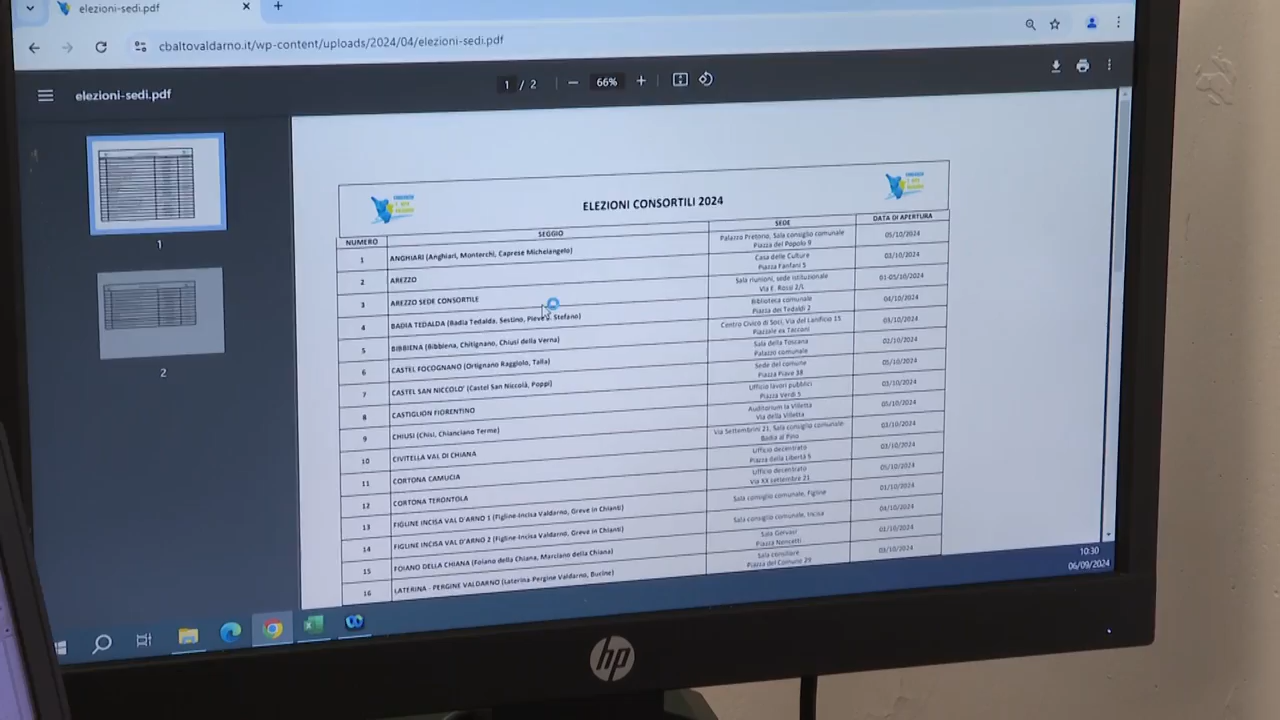 elezioni-sedi.pdf
cbaltovaldarno.it/wp-content/uploads/2024/04/elezioni-sedi.pdf
elezioni-sedi.pdf
1 / 2
66%
1
2
ELEZIONI CONSORTILI 2024
NUMERO SEGGIO SEDE DATA DI APERTURA
1 ANGHIARI (Anghiari, Monterchi, Caprese Michelangelo) Palazzo Pretorio, Sala consiglio comunale Piazza del Popolo 9 05/10/2024
2 AREZZO Casa delle Culture Piazza Fanfani 5 03/10/2024
3 AREZZO SEDE CONSORTILE Sala riunioni, sede istituzionale Via E. Rossi 2/L 01-05/10/2024
4 BADIA TEDALDA (Badia Tedalda, Sestino, Pieve S. Stefano) Biblioteca comunale Piazza dei Tedaldi 2 04/10/2024
5 BIBBIENA (Bibbiena, Chitignano, Chiusi della Verna) Centro Civico di Soci, Via del Lanificio 15 Piazzale ex Tacconi 03/10/2024
6 CASTEL FOCOGNANO (Ortignano Raggiolo, Talla) Sala della Toscana Palazzo comunale 02/10/2024
7 CASTEL SAN NICCOLO' (Castel San Niccolà, Poppi) Sede del comune Piazza Piave 38 05/10/2024
8 CASTIGLION FIORENTINO Ufficio lavori pubblici Piazza Verdi 5 03/10/2024
9 CHIUSI (Chisi, Chianciano Terme) Auditorium la Villetta Via della Villetta 05/10/2024
10 CIVITELLA VAL DI CHIANA Via Settembrini 21, Sala consiglio comunale Badia al Pino 03/10/2024
11 CORTONA CAMUCIA Ufficio decentrato Piazza della Libertà 5 03/10/2024
12 CORTONA TERONTOLA Ufficio decentrato Via XX settembre 21 05/10/2024
13 FIGLINE INCISA VAL D'ARNO 1 (Figline-Incisa Valdarno, Greve in Chianti) Sala consiglio comunale, Figline 01/10/2024
14 FIGLINE INCISA VAL D'ARNO 2 (Figline-Incisa Valdarno, Greve in Chianti) Sala consiglio comunale, Incisa 04/10/2024
15 FOIANO DELLA CHIANA (Foiano della Chiana, Marciano della Chiana) Sala Gervasi Piazza 01/10/2024
16 LATERINA - PERGINE VALDARNO (Laterina Pergine Valdarno, Bucine) Sala consiliare Piazza del Comune 29 03/10/2024
10:30
06/09/2024
hp